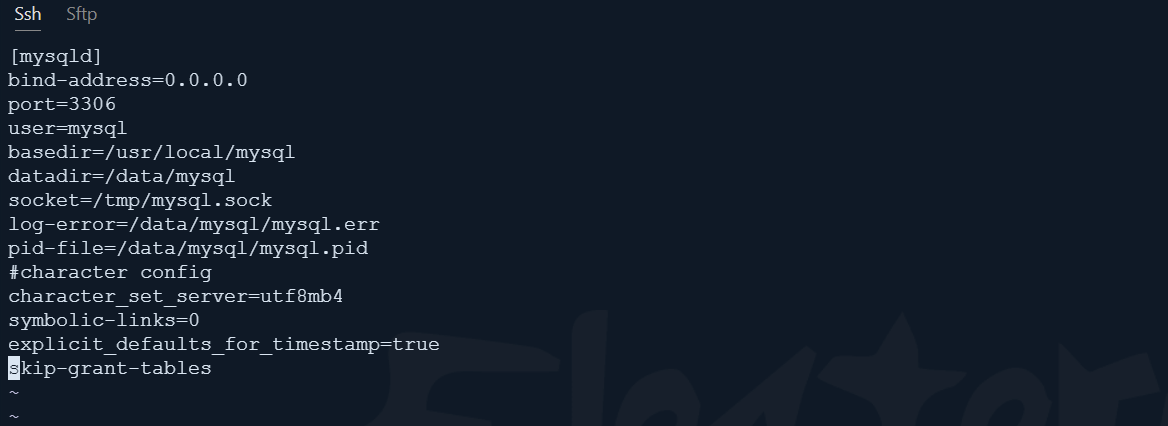 Ssh Sftp
[mysqld]
bind-address=0.0.0.0
port=3306
user=mysql
basedir=/usr/local/mysql
datadir=/data/mysql
socket=/tmp/mysql.sock
log-error=/data/mysql/mysql.err
pid-file=/data/mysql/mysql.pid
#character config
character_set_server=utf8mb4
symbolic-links=0
explicit_defaults_for_timestamp=true
skip-grant-tables
~
~